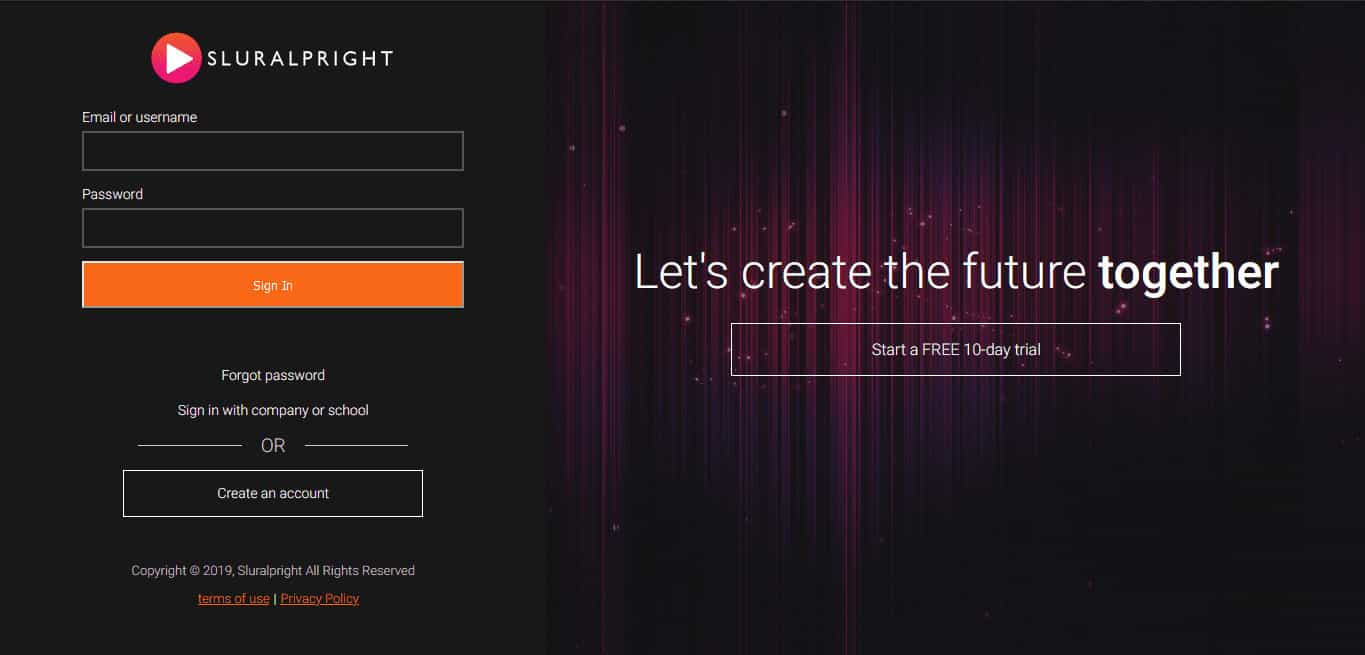 SLURALPRIGHT
Email or username
Password
Sign In
Forgot password
Sign in with company or school
OR
Create an account
Copyright © 2019, Sluralpright All Rights Reserved
terms of use | Privacy Policy
Let's create the future together
Start a FREE 10-day trial